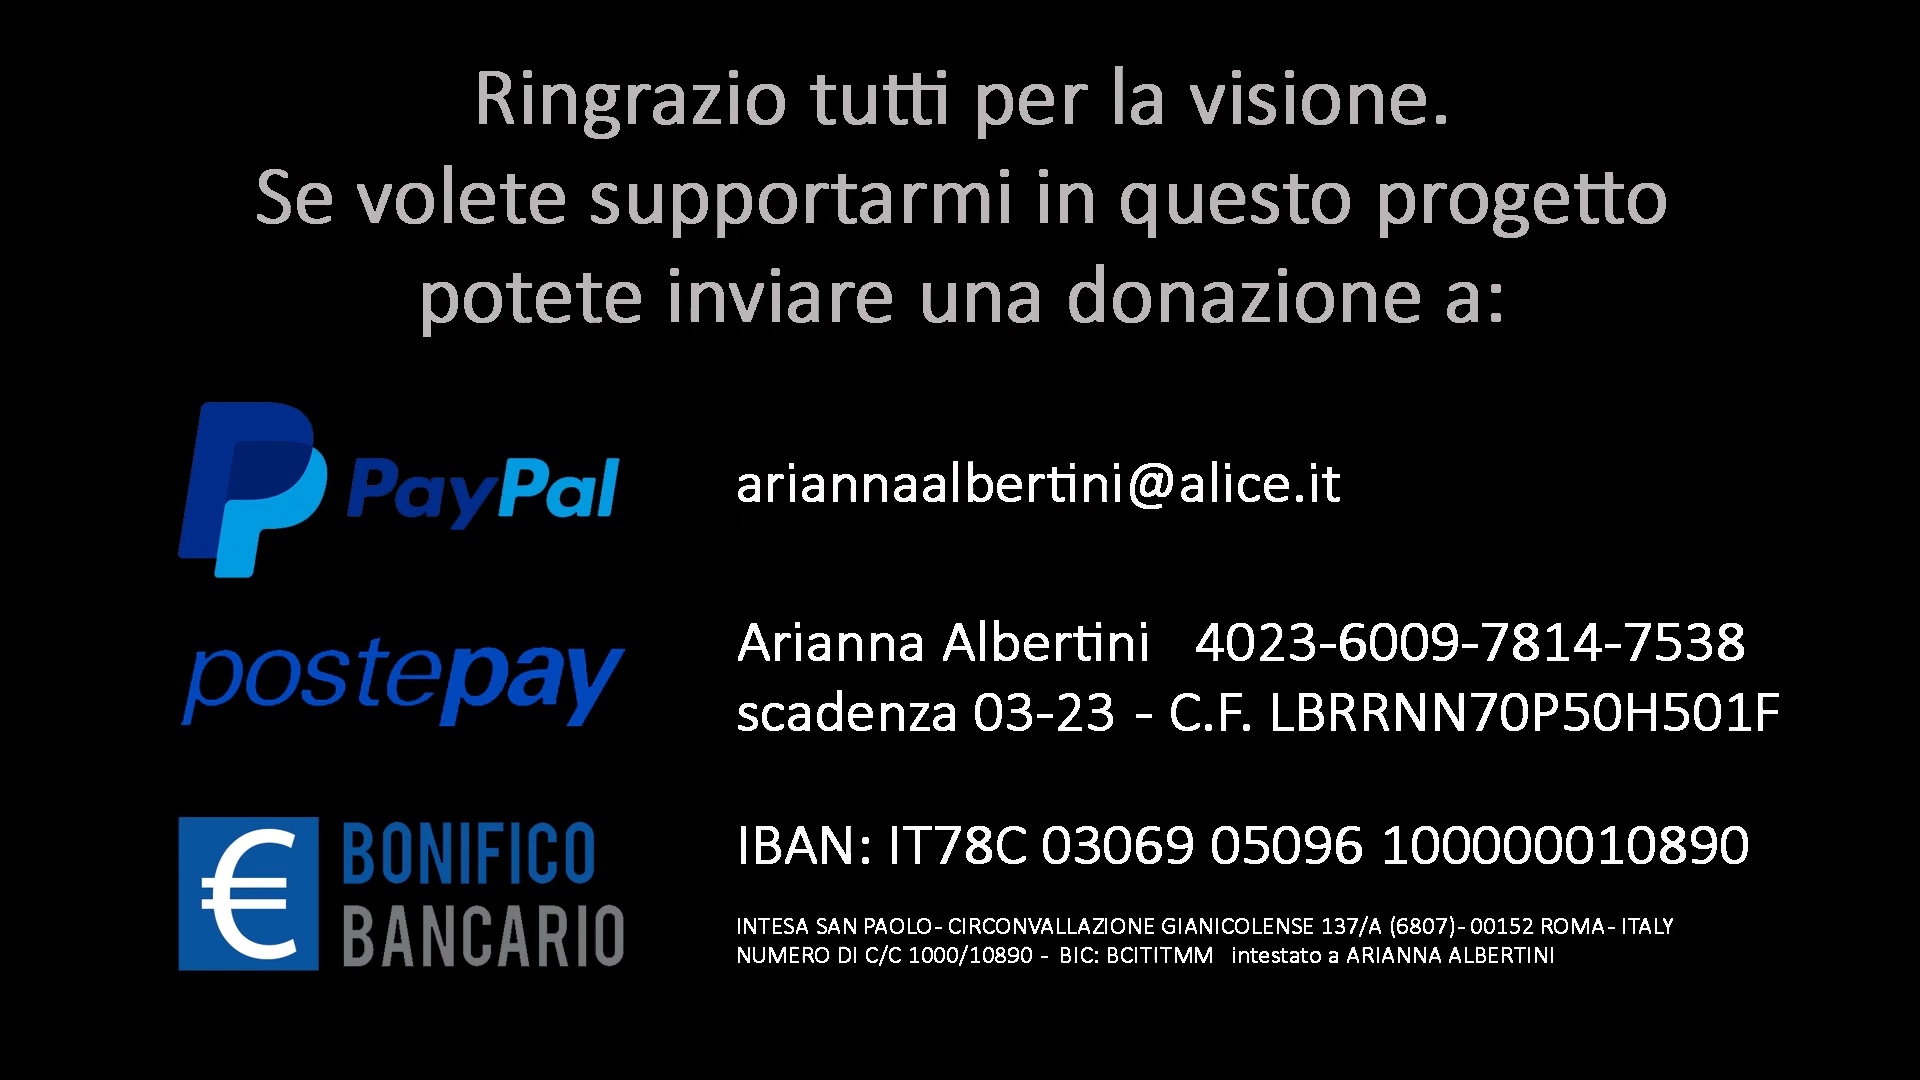 Ringrazio tutti per la visione.
Se volete supportarmi in questo progetto
potete inviare una donazione a:
PayPal
ariannaalbertini@alice.it
postepay
Arianna Albertini 4023-6009-7814-7538
scadenza 03-23 - C.F. LBRRNN70P50H501F
€ BONIFICO
BANCARIO
IBAN: IT78C 03069 05096 100000010890
INTESA SAN PAOLO - CIRCONVALLAZIONE GIANICOLENSE 137/A (6807) - 00152 ROMA - ITALY
NUMERO DI C/C 1000/10890 - BIC: BCITITMM intestato a ARIANNA ALBERTINI